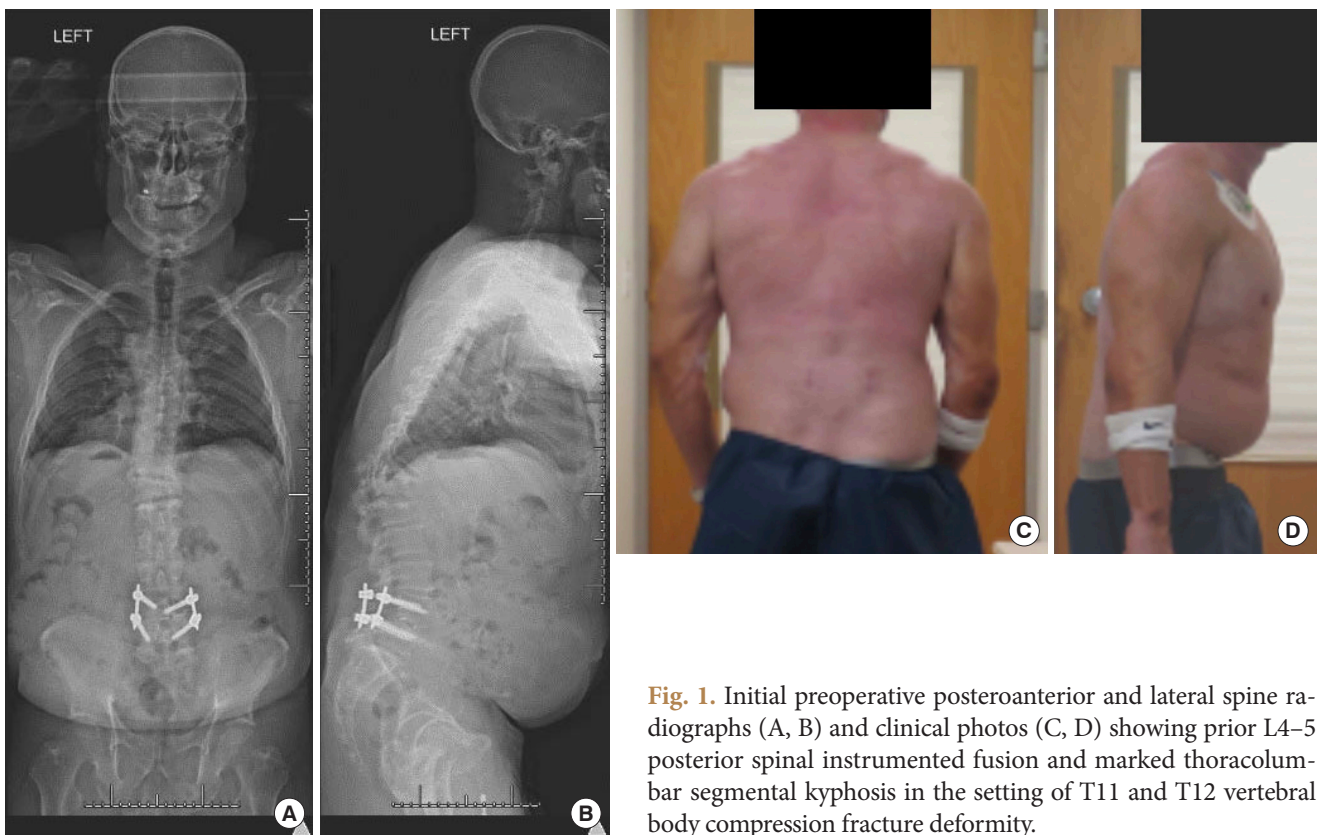 LEFT
LEFT
A
B
C
D
Fig. 1. Initial preoperative posteroanterior and lateral spine ra-
diographs (A, B) and clinical photos (C, D) showing prior L4–5
posterior spinal instrumented fusion and marked thoracolum-
bar segmental kyphosis in the setting of T11 and T12 vertebral
body compression fracture deformity.